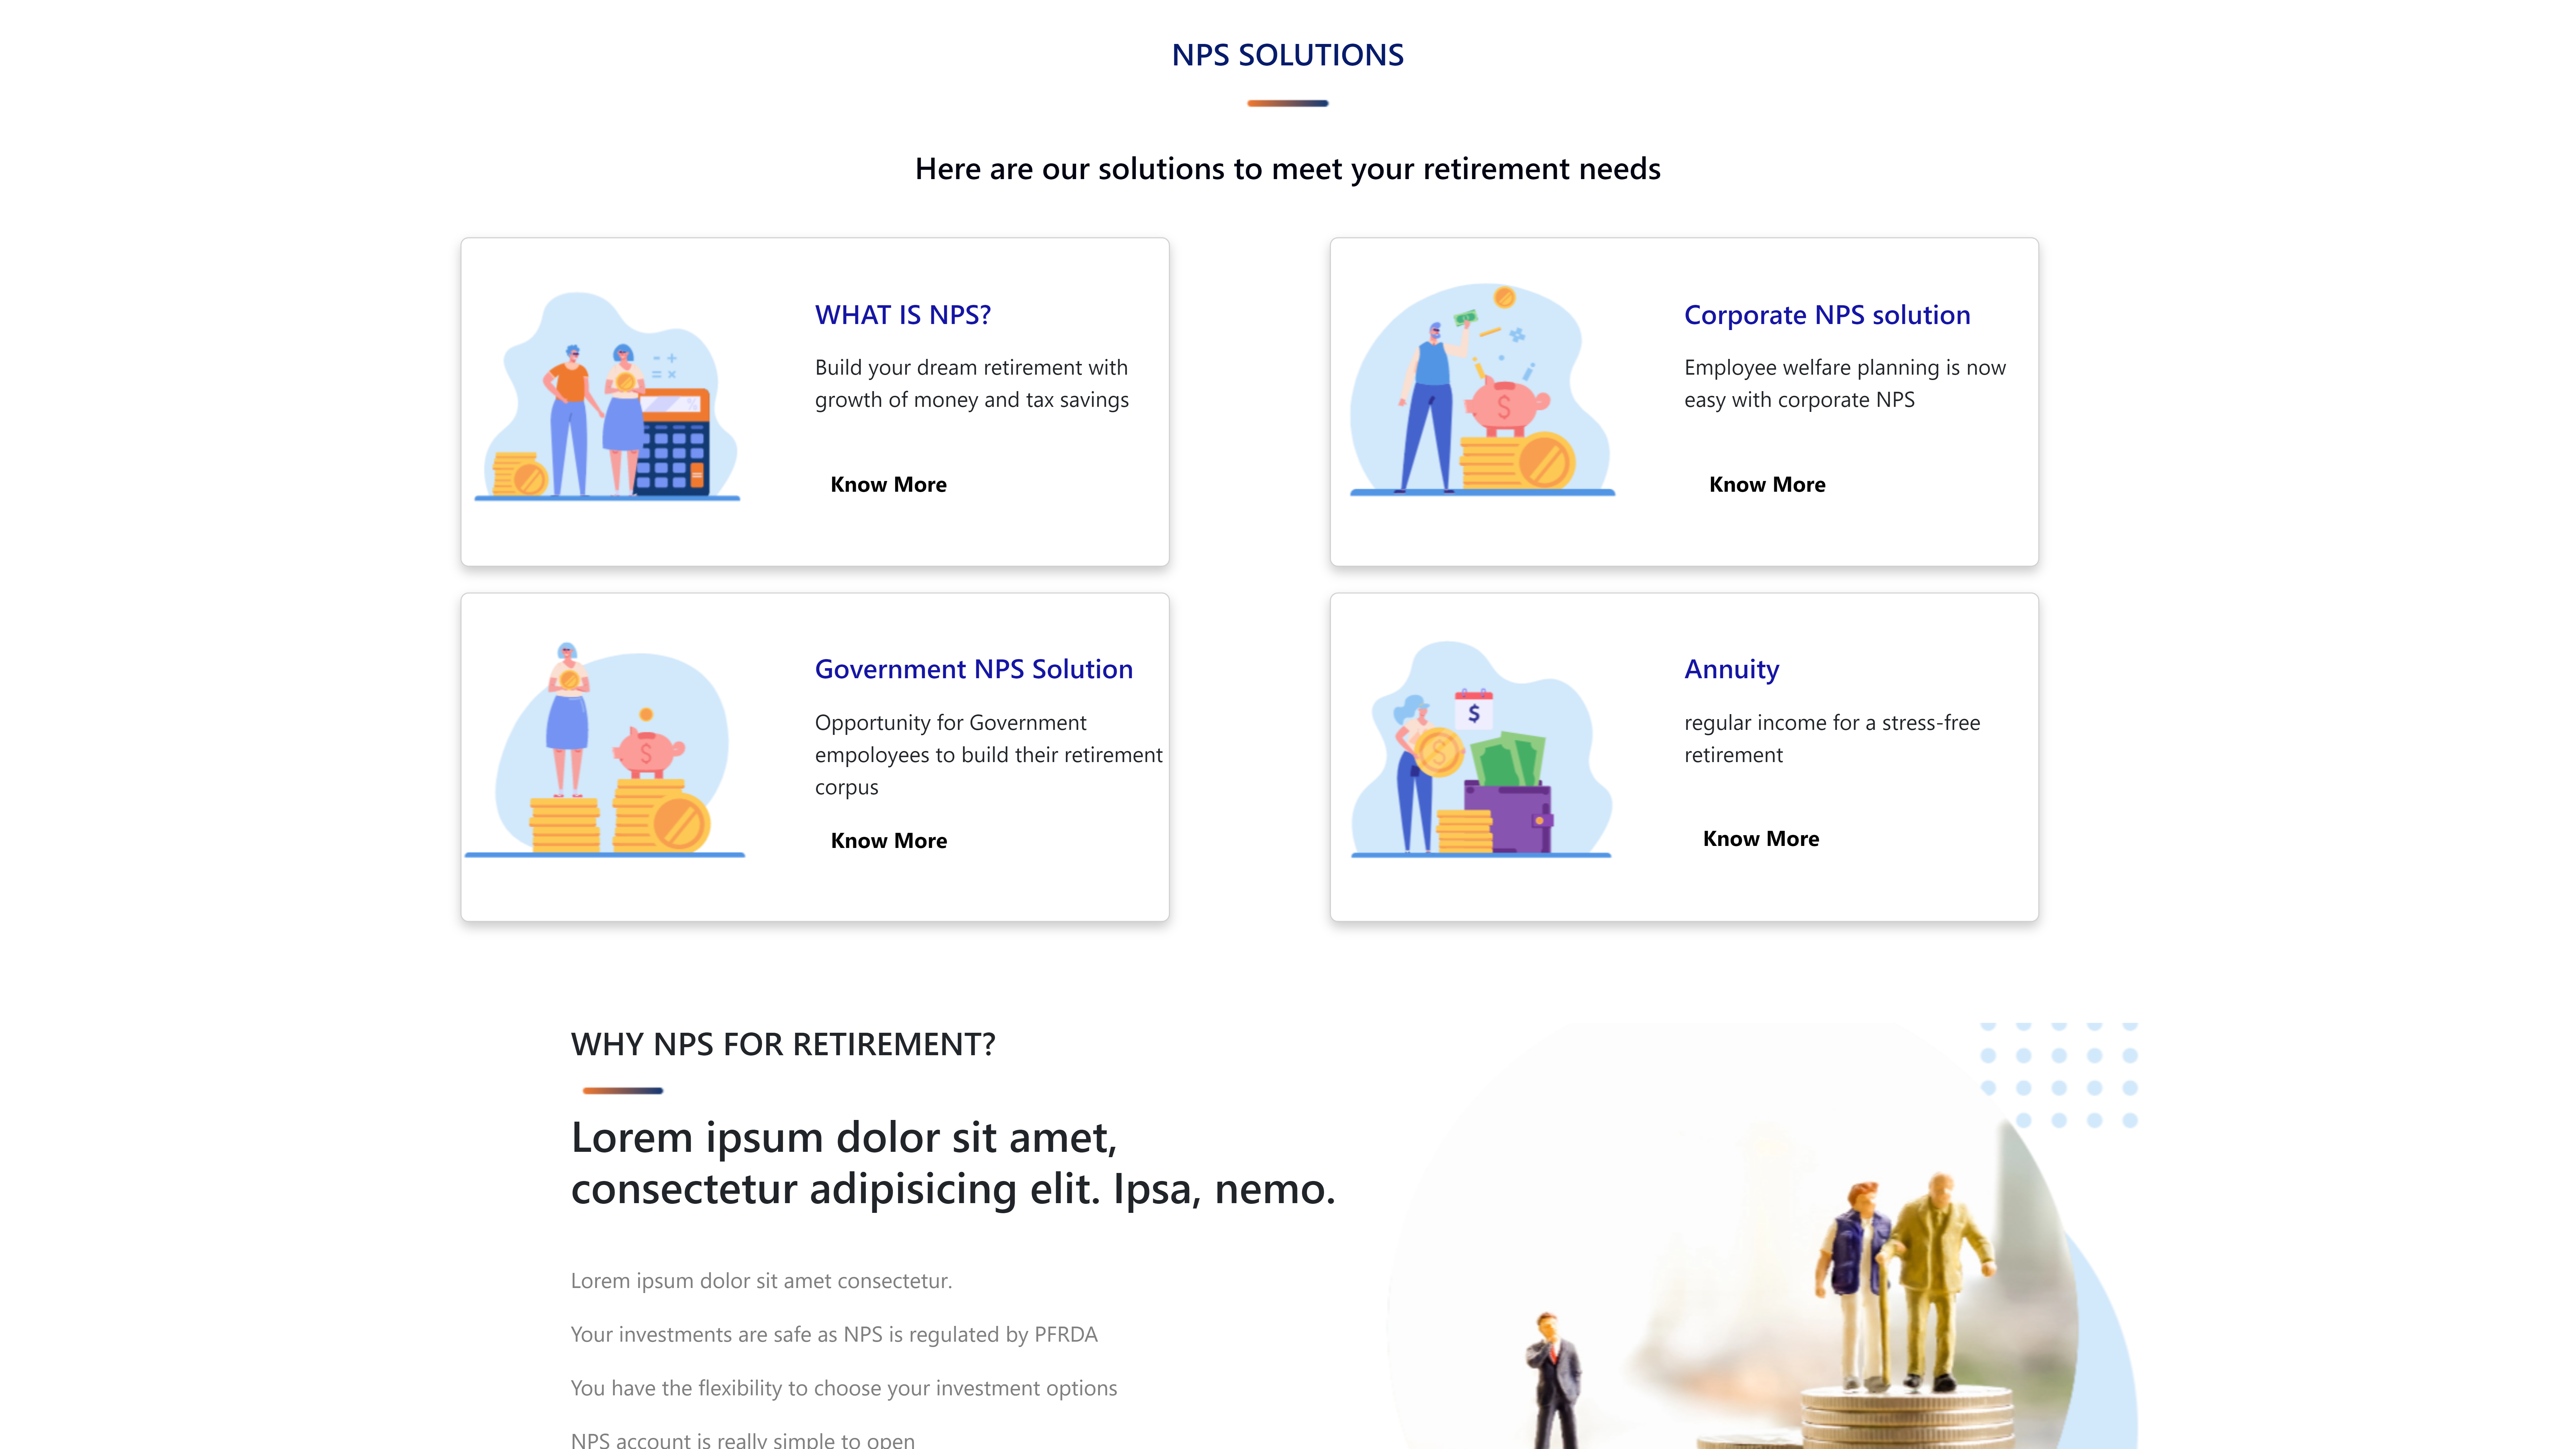 NPS SOLUTIONS
Here are our solutions to meet your retirement needs
WHAT IS NPS?
Build your dream retirement with
growth of money and tax savings
Know More
Corporate NPS solution
Employee welfare planning is now
easy with corporate NPS
Know More
Government NPS Solution
Opportunity for Government
empoloyees to build their retirement
corpus
Know More
Annuity
regular income for a stress-free
retirement
Know More
WHY NPS FOR RETIREMENT?
Lorem ipsum dolor sit amet,
consectetur adipisicing elit. Ipsa, nemo.
Lorem ipsum dolor sit amet consectetur.
Your investments are safe as NPS is regulated by PFRDA
You have the flexibility to choose your investment options
NPS account is really simple to open